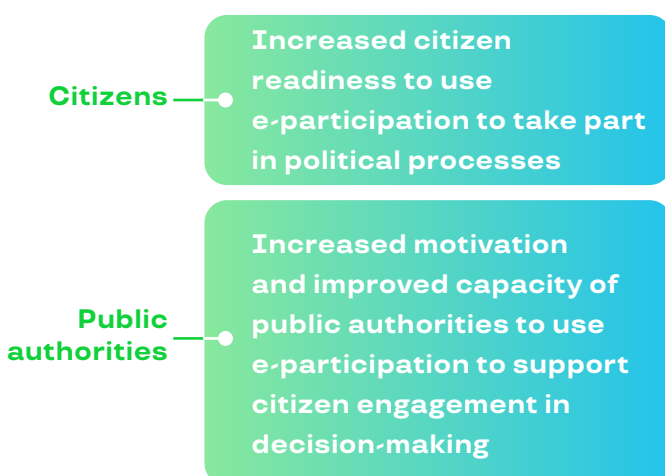 Citizens
Increased citizen
readiness to use
e-participation to take part
in political processes
Public
authorities
Increased motivation
and improved capacity of
public authorities to use
e-participation to support
citizen engagement in
decision-making